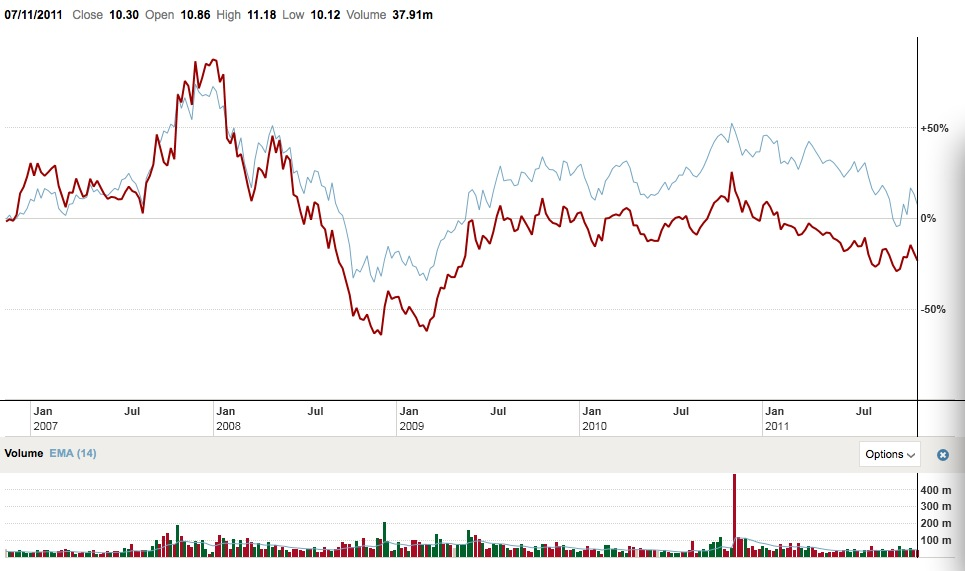 07/11/2011 Close 10.30 Open 10.86 High 11.18 Low 10.12 Volume 37.91m
+50%
0%
-50%
Jan Jul Jan Jul Jan Jul Jan Jul Jan Jul
2007 2008 2009 2010 2011
Volume EMA (14) Options
400 m
300 m
200 m
100 m